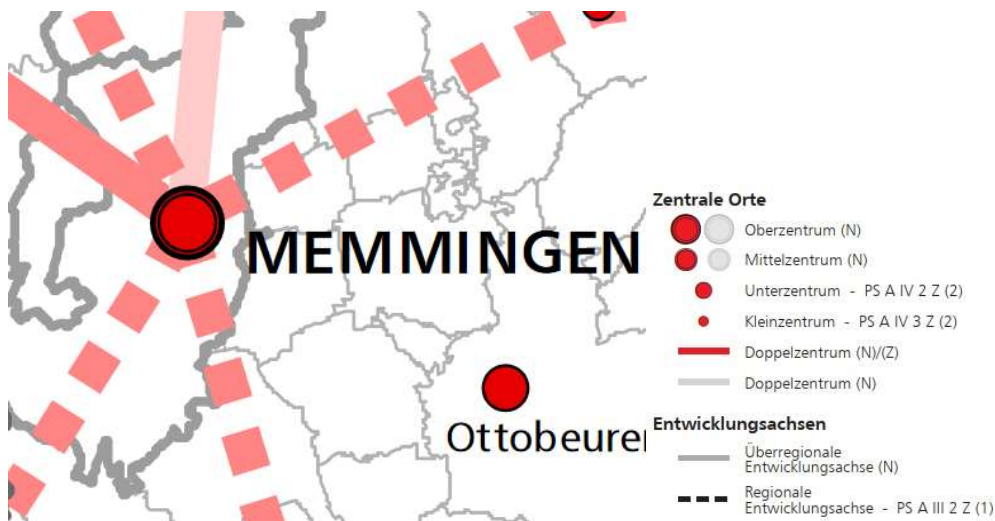 MEMMINGEN
Ottobeuren
Zentrale Orte
Oberzentrum (N)
Mittelzentrum (N)
Unterzentrum - PS A IV 2 Z (2)
Kleinzentrum - PS A IV 3 Z (2)
Doppelzentrum (N)/(Z)
Doppelzentrum (N)
Entwicklungsachsen
Überregionale
Entwicklungsachse (N)
Regionale
Entwicklungsachse - PS A III 2 Z (1)